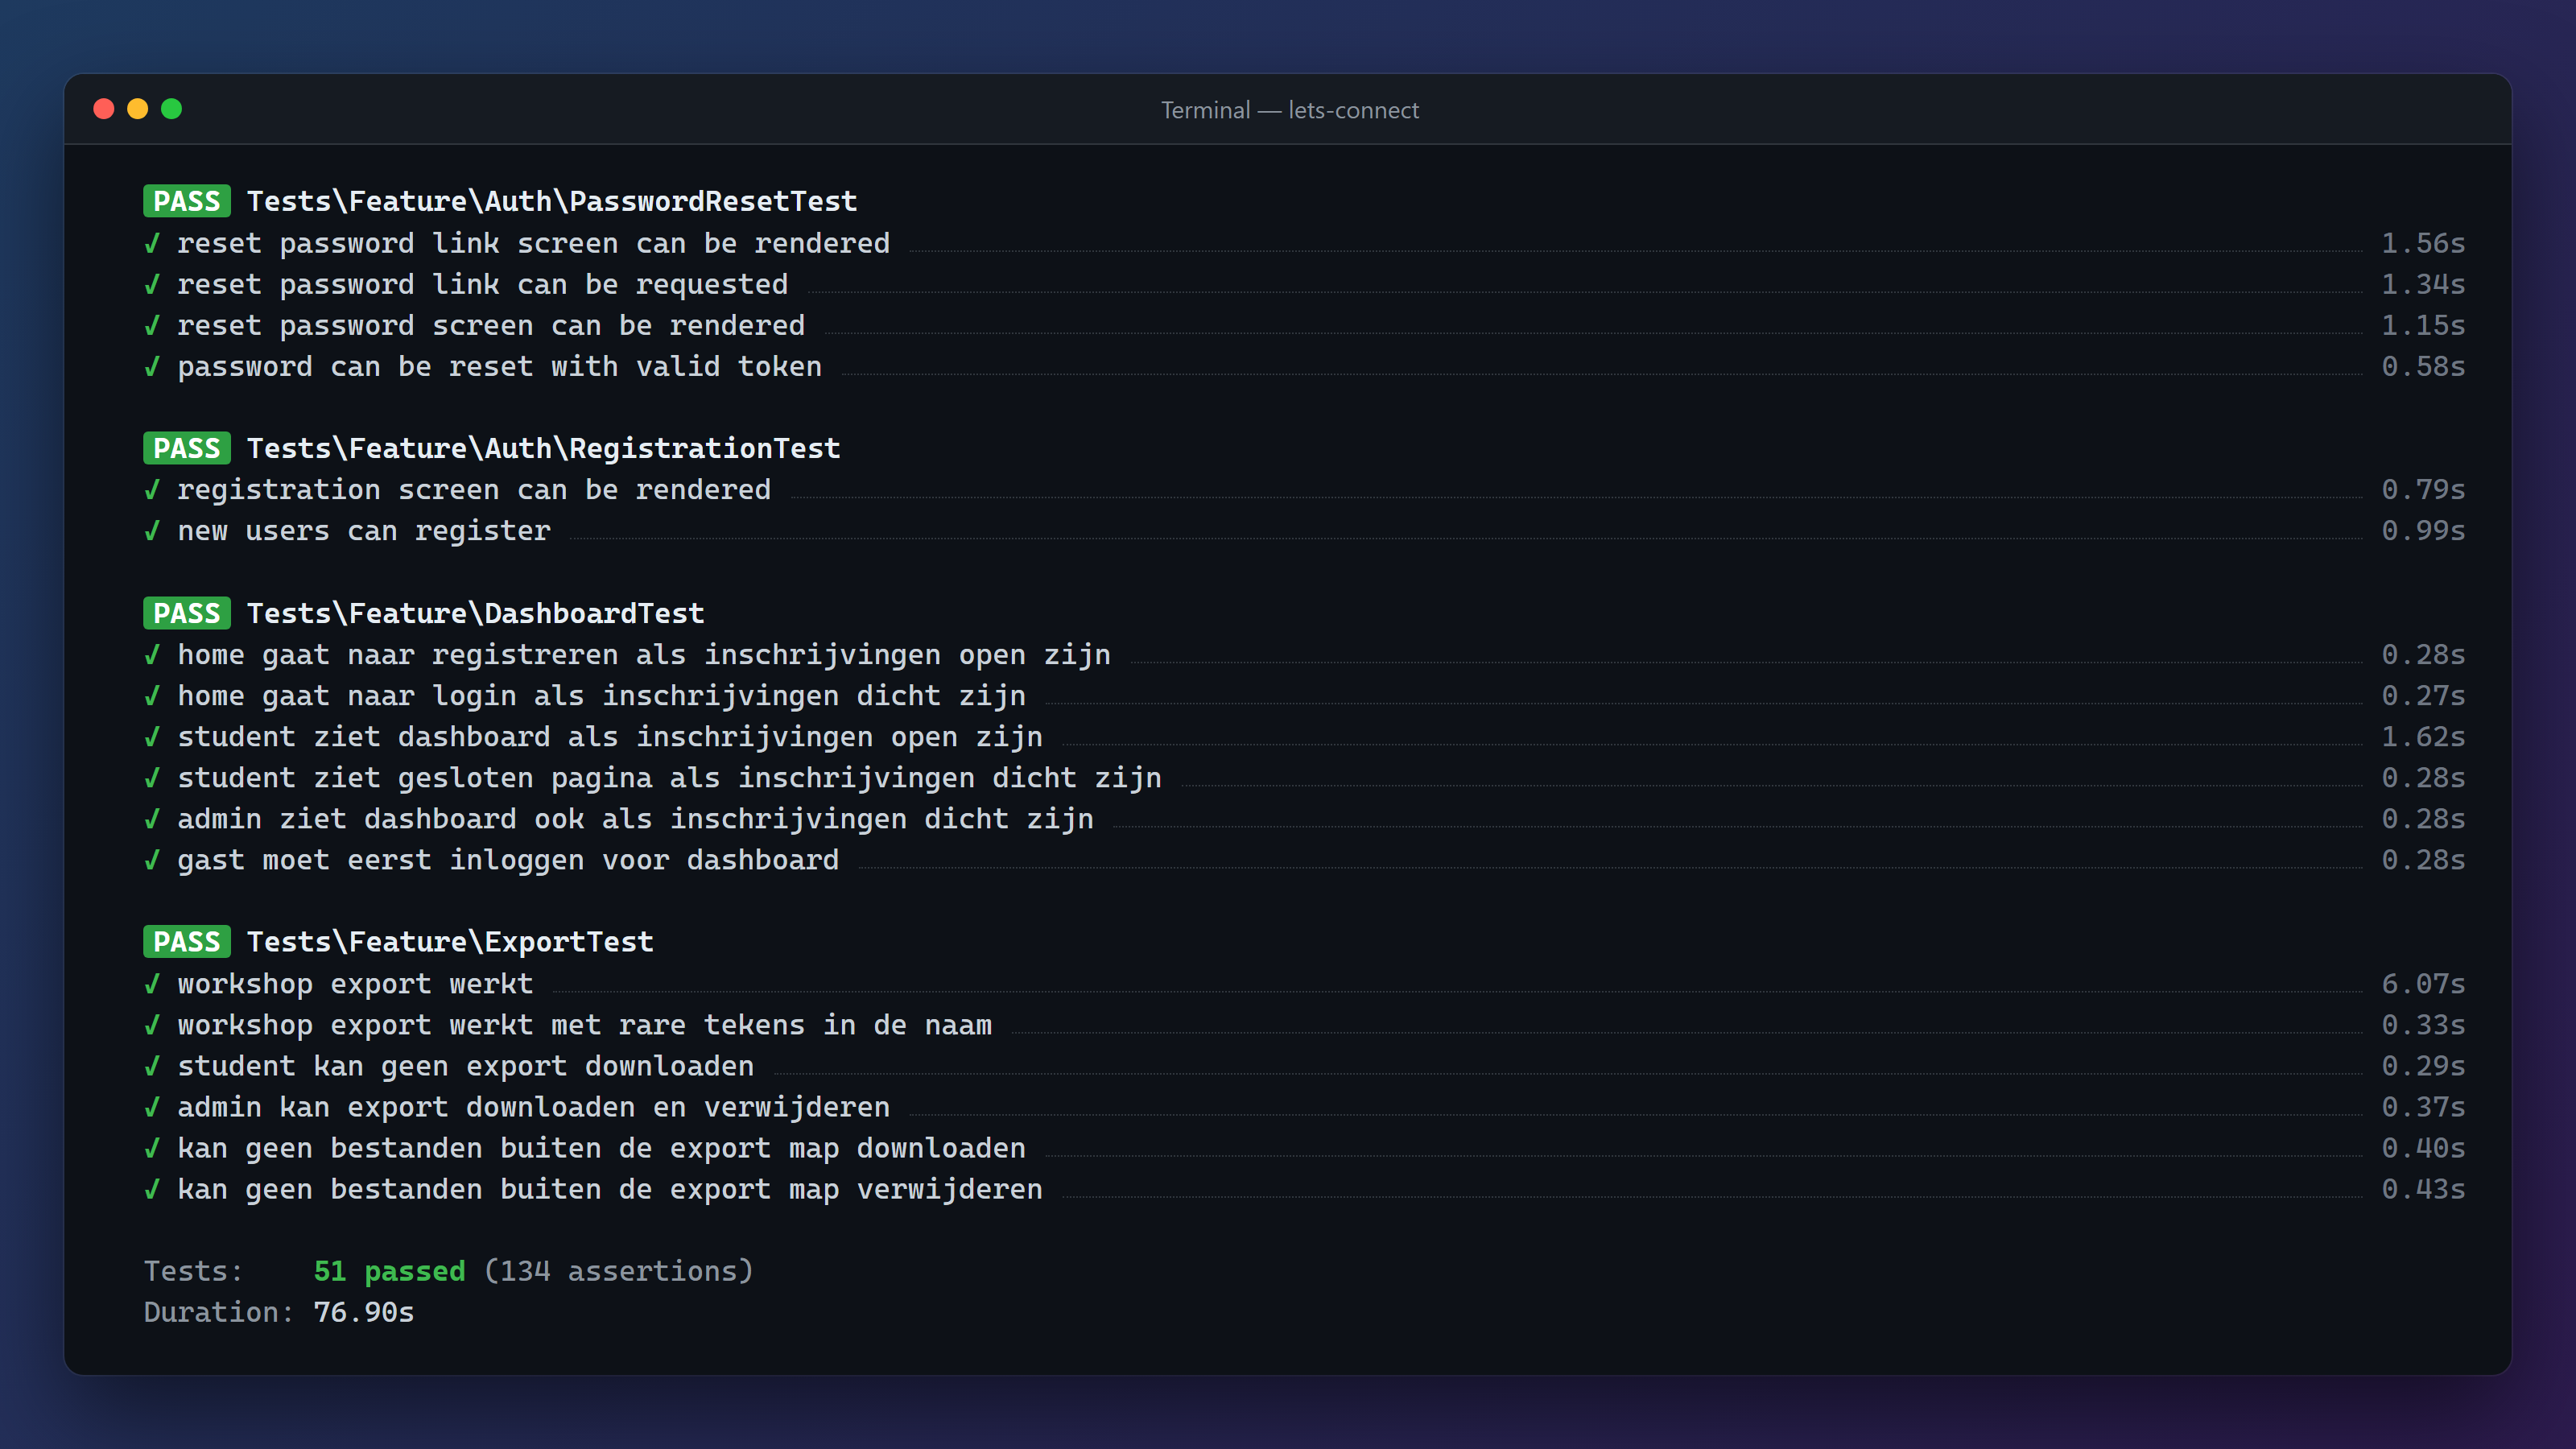 Terminal — lets-connect
PASS Tests\Feature\Auth\PasswordResetTest
✓ reset password link screen can be rendered 1.56s
✓ reset password link can be requested 1.34s
✓ reset password screen can be rendered 1.15s
✓ password can be reset with valid token 0.58s
PASS Tests\Feature\Auth\RegistrationTest
✓ registration screen can be rendered 0.79s
✓ new users can register 0.99s
PASS Tests\Feature\DashboardTest
✓ home gaat naar registreren als inschrijvingen open zijn 0.28s
✓ home gaat naar login als inschrijvingen dicht zijn 0.27s
✓ student ziet dashboard als inschrijvingen open zijn 1.62s
✓ student ziet gesloten pagina als inschrijvingen dicht zijn 0.28s
✓ admin ziet dashboard ook als inschrijvingen dicht zijn 0.28s
✓ gast moet eerst inloggen voor dashboard 0.28s
PASS Tests\Feature\ExportTest
✓ workshop export werkt 6.07s
✓ workshop export werkt met rare tekens in de naam 0.33s
✓ student kan geen export downloaden 0.29s
✓ admin kan export downloaden en verwijderen 0.37s
✓ kan geen bestanden buiten de export map downloaden 0.40s
✓ kan geen bestanden buiten de export map verwijderen 0.43s
Tests: 51 passed (134 assertions)
Duration: 76.90s